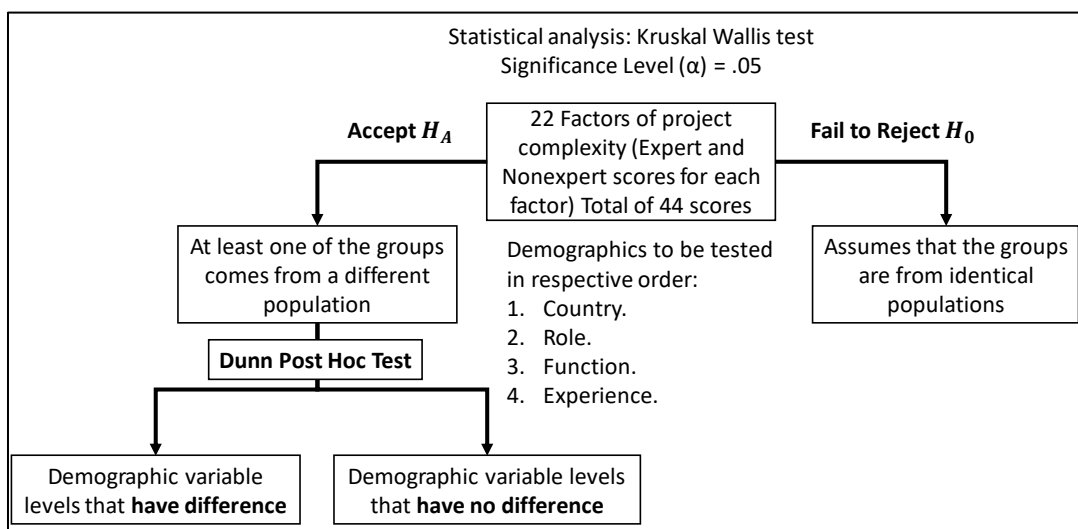 Statistical analysis: Kruskal Wallis test
Significance Level (α) = .05
Accept H_A
22 Factors of project
complexity (Expert and
Nonexpert scores for each
factor) Total of 44 scores
Fail to Reject H_0
At least one of the groups
comes from a different
population
Demographics to be tested
in respective order:
1. Country.
2. Role.
3. Function.
4. Experience.
Assumes that the groups
are from identical
populations
Dunn Post Hoc Test
Demographic variable
levels that have difference
Demographic variable levels
that have no difference